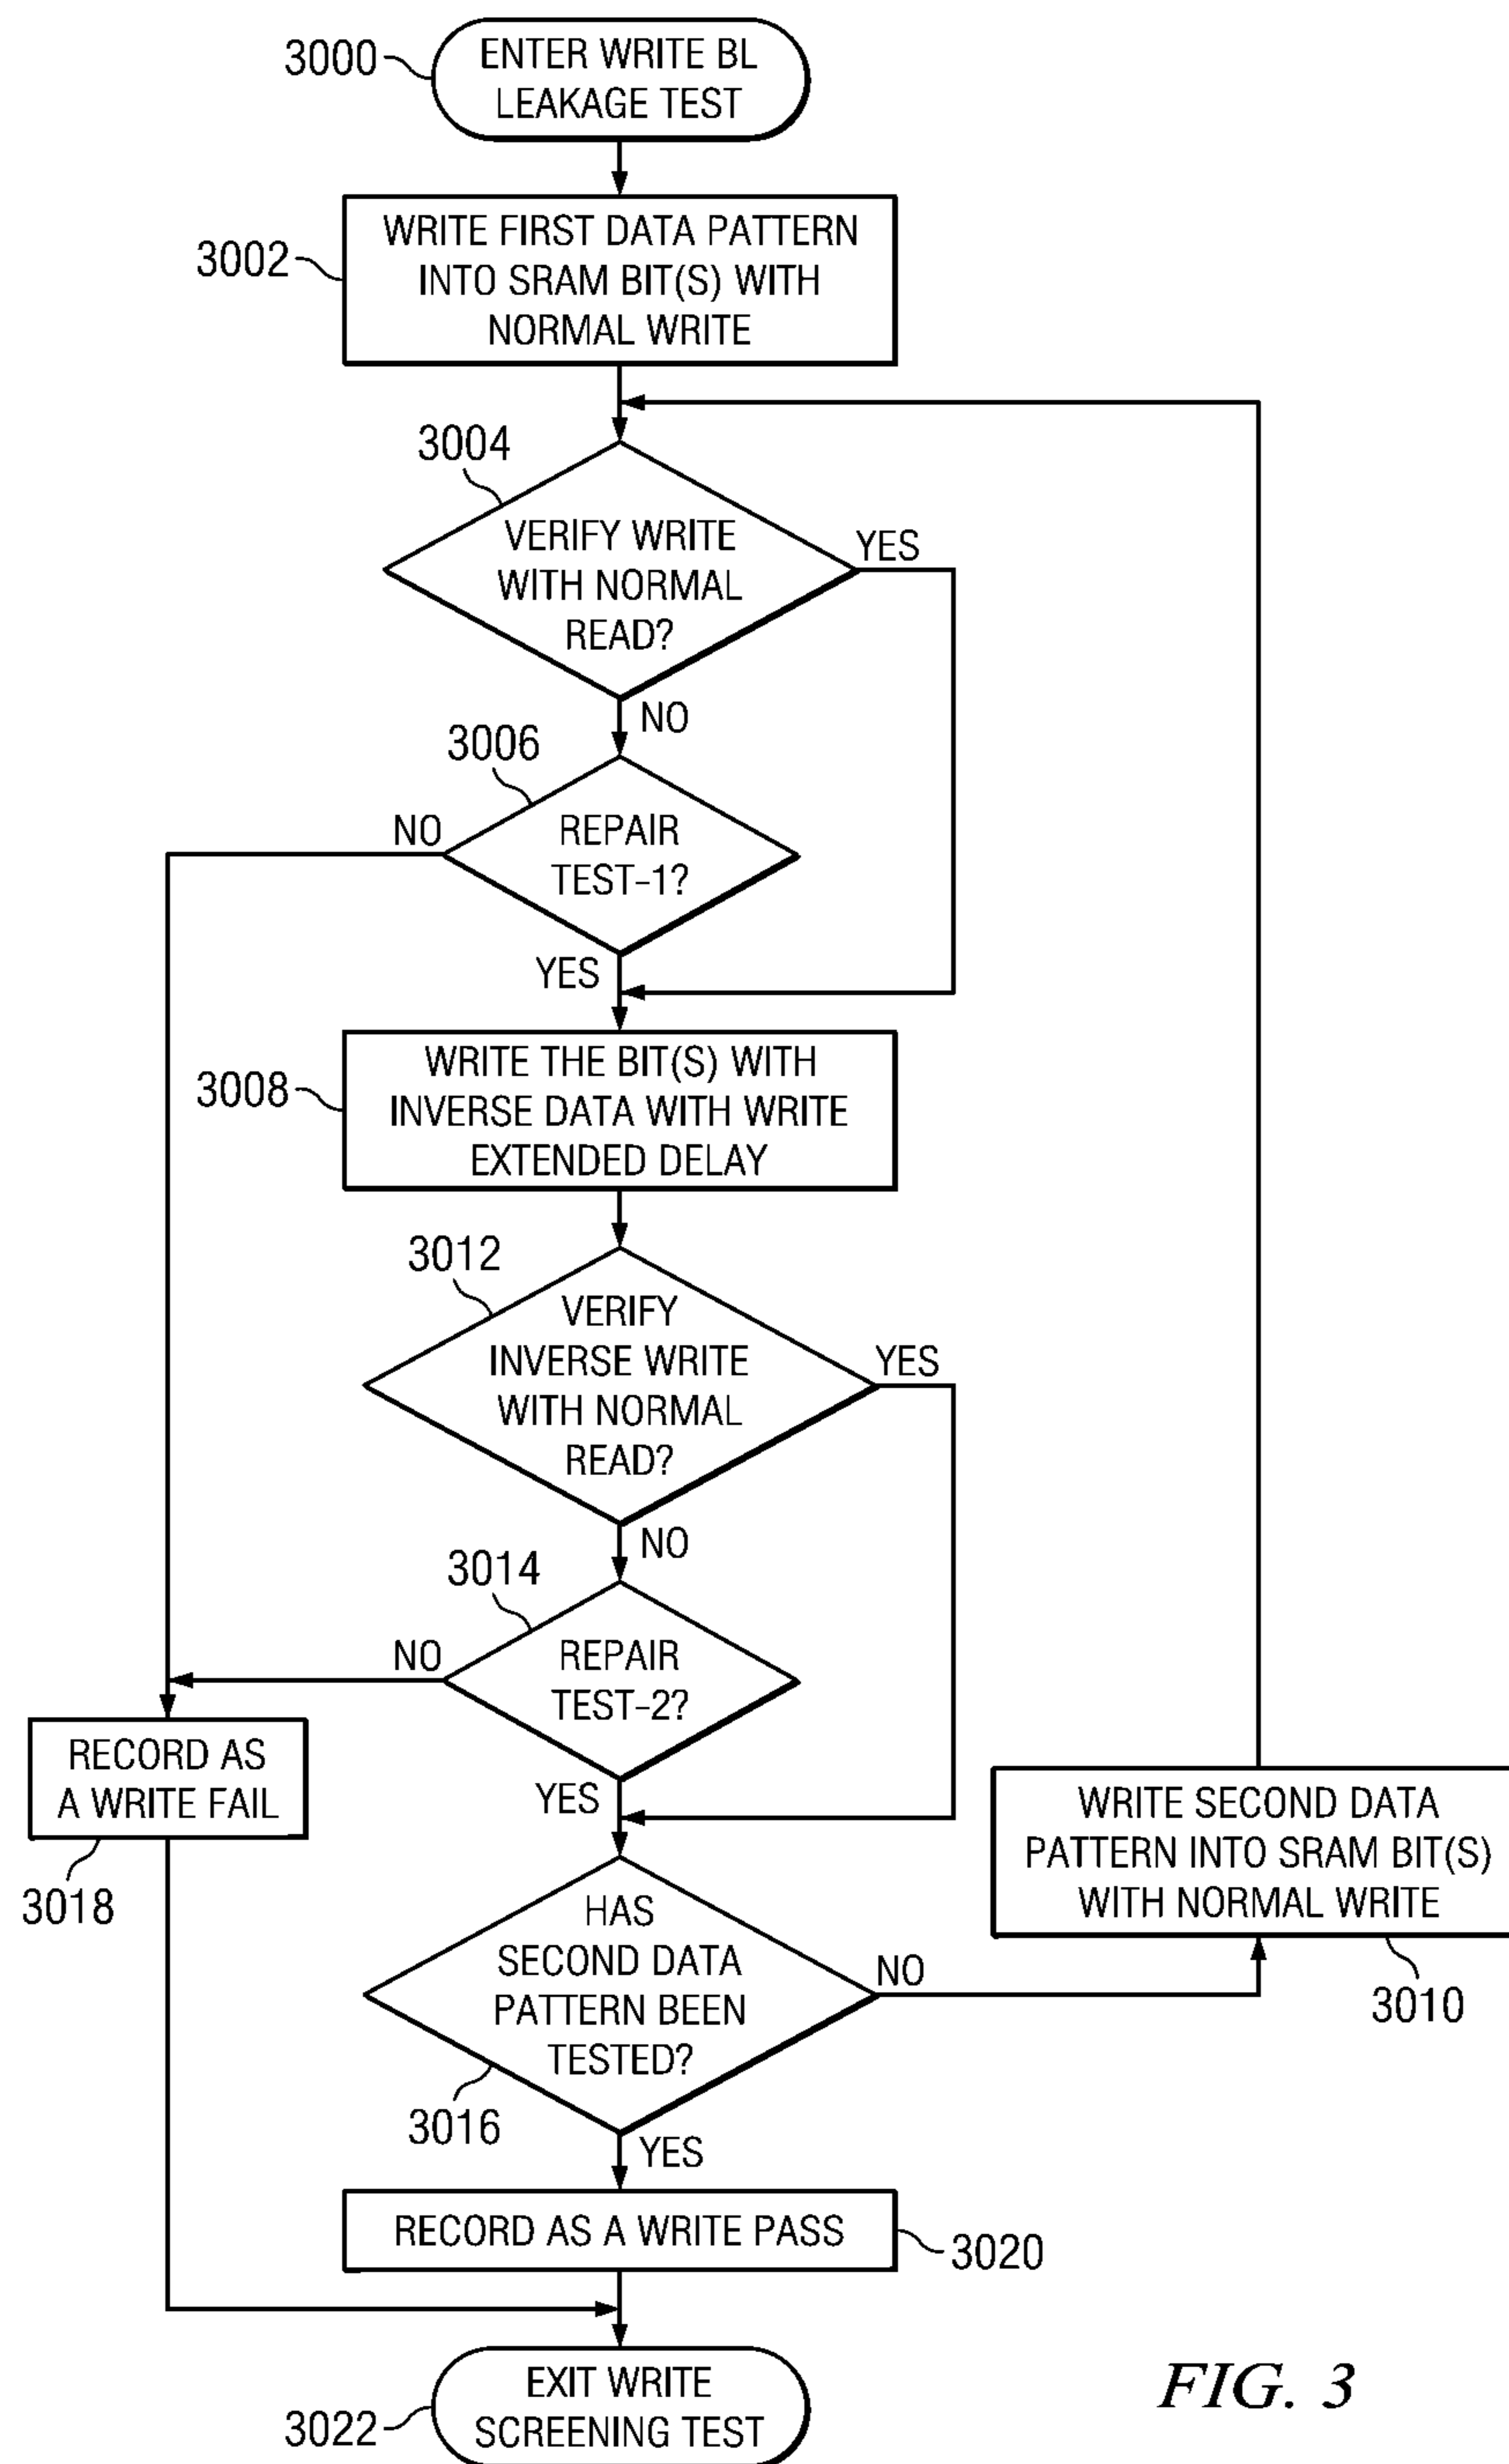 3000
ENTER WRITE BL
LEAKAGE TEST
3002
WRITE FIRST DATA PATTERN
INTO SRAM BIT(S) WITH
NORMAL WRITE
3004
VERIFY WRITE
WITH NORMAL
READ?
YES
NO
3006
REPAIR
TEST-1?
NO
YES
3008
WRITE THE BIT(S) WITH
INVERSE DATA WITH WRITE
EXTENDED DELAY
3012
VERIFY
INVERSE WRITE
WITH NORMAL
READ?
YES
NO
3014
REPAIR
TEST-2?
NO
YES
RECORD AS
A WRITE FAIL
3018
WRITE SECOND DATA
PATTERN INTO SRAM BIT(S)
WITH NORMAL WRITE
3010
HAS
SECOND DATA
PATTERN BEEN
TESTED?
NO
3016
YES
RECORD AS A WRITE PASS
3020
EXIT WRITE
SCREENING TEST
3022
FIG. 3